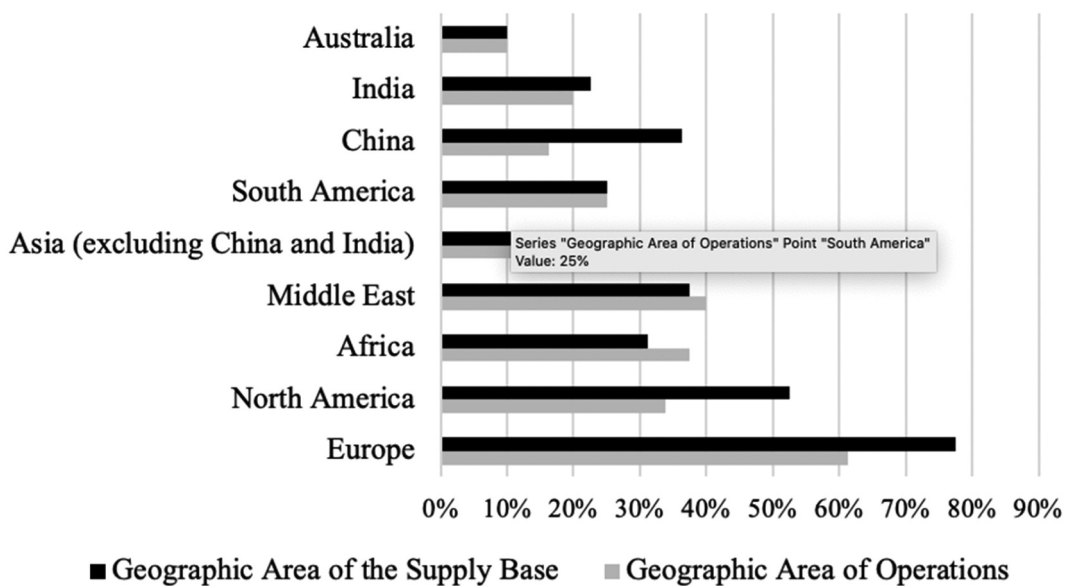 Australia
India
China
South America
Asia (excluding China and India)
Series "Geographic Area of Operations" Point "South America"
Value: 25%
Middle East
Africa
North America
Europe
0% 10% 20% 30% 40% 50% 60% 70% 80% 90%
Geographic Area of the Supply Base Geographic Area of Operations